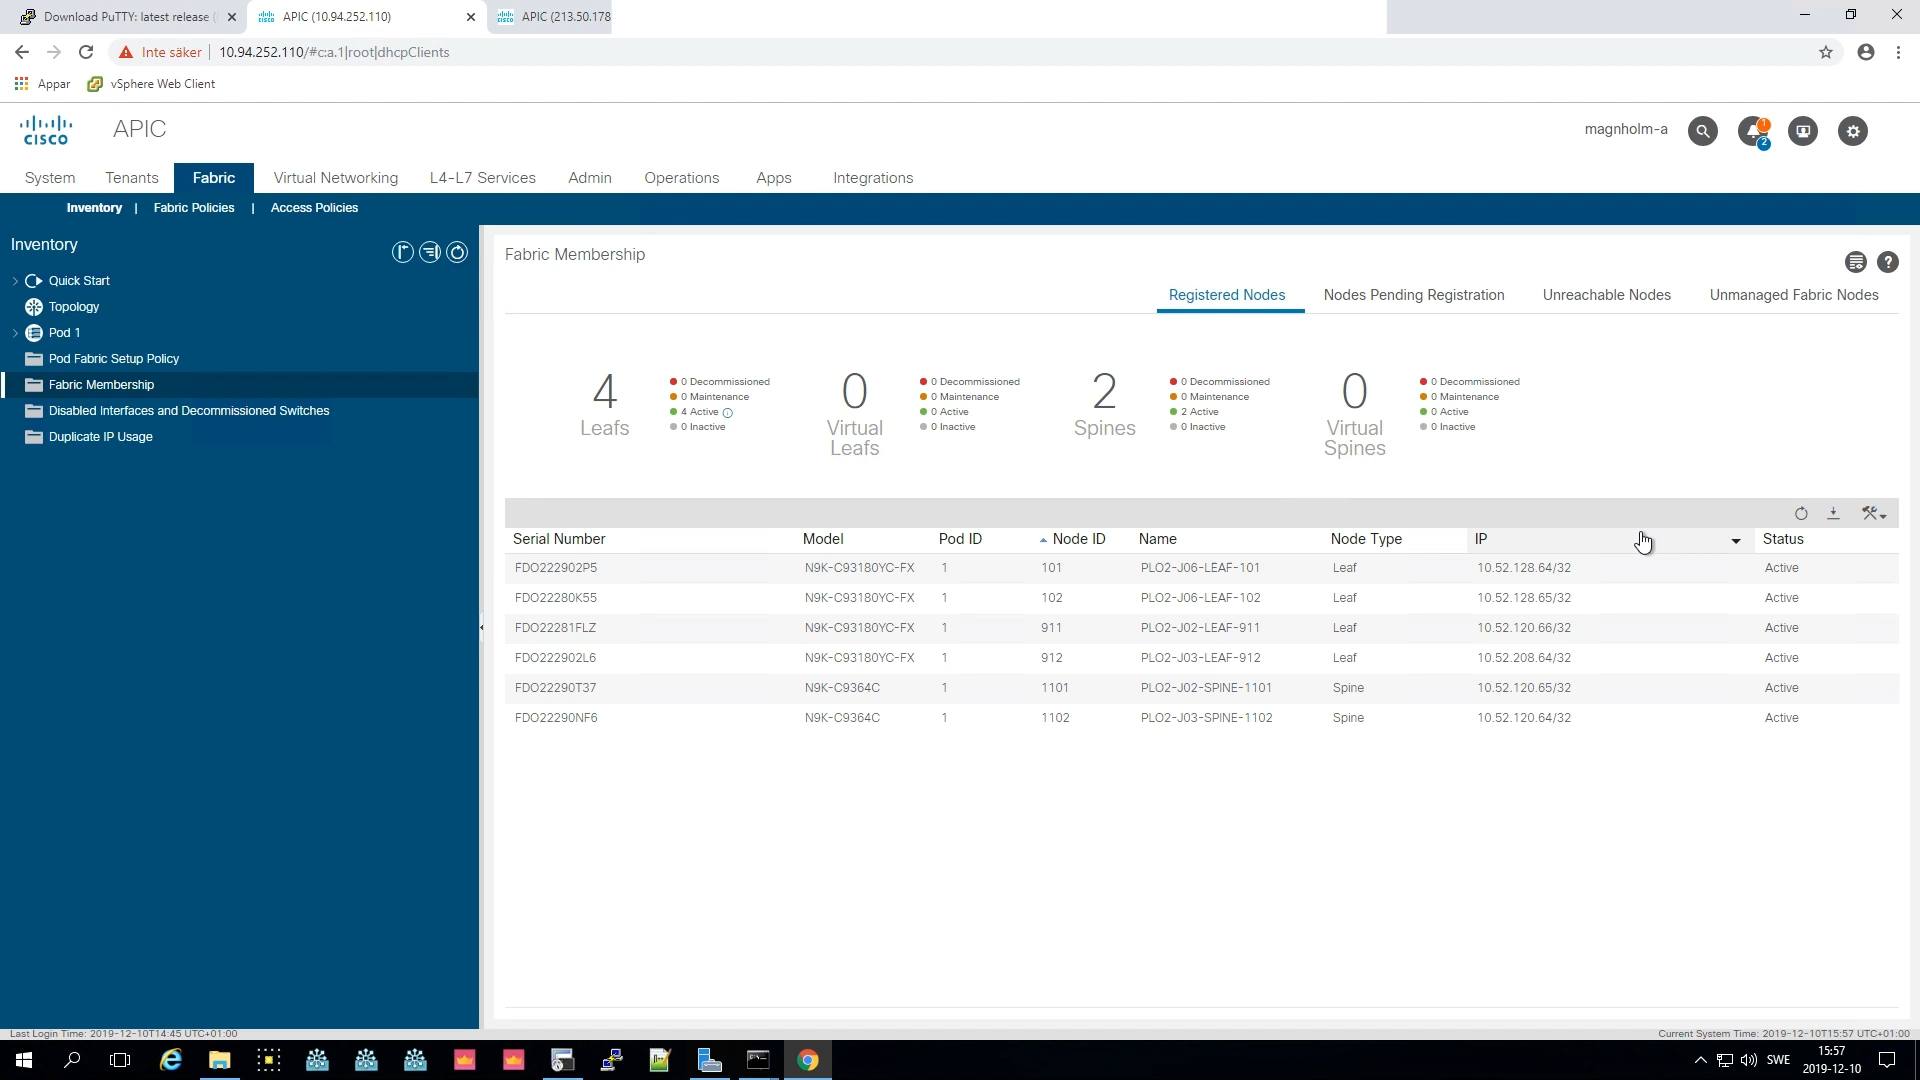 Download PuTTY: latest release (
APIC (10.94.252.110)
APIC (213.50.178
Inte säker
10.94.252.110/#c:a.1|root|dhcpClients
Appar
vSphere Web Client
CISCO
APIC
magnholm-a
1
2
System
Tenants
Fabric
Virtual Networking
L4-L7 Services
Admin
Operations
Apps
Integrations
Inventory | Fabric Policies | Access Policies
Inventory
Quick Start
Topology
Pod 1
Pod Fabric Setup Policy
Fabric Membership
Disabled Interfaces and Decommissioned Switches
Duplicate IP Usage
Fabric Membership
?
Registered Nodes
Nodes Pending Registration
Unreachable Nodes
Unmanaged Fabric Nodes
4
Leafs
0 Decommissioned
0 Maintenance
4 Active
0 Inactive
0
Virtual
Leafs
0 Decommissioned
0 Maintenance
0 Active
0 Inactive
2
Spines
0 Decommissioned
0 Maintenance
2 Active
0 Inactive
0
Virtual
Spines
0 Decommissioned
0 Maintenance
0 Active
0 Inactive
Serial Number Model Pod ID Node ID Name Node Type IP Status
FDO222902P5 N9K-C93180YC-FX 1 101 PLO2-J06-LEAF-101 Leaf 10.52.128.64/32 Active
FDO22280K55 N9K-C93180YC-FX 1 102 PLO2-J06-LEAF-102 Leaf 10.52.128.65/32 Active
FDO22281FLZ N9K-C93180YC-FX 1 911 PLO2-J02-LEAF-911 Leaf 10.52.120.66/32 Active
FDO222902L6 N9K-C93180YC-FX 1 912 PLO2-J03-LEAF-912 Leaf 10.52.208.64/32 Active
FDO22290T37 N9K-C9364C 1 1101 PLO2-J02-SPINE-1101 Spine 10.52.120.65/32 Active
FDO22290NF6 N9K-C9364C 1 1102 PLO2-J03-SPINE-1102 Spine 10.52.120.64/32 Active
Last Login Time: 2019-12-10T14:45 UTC+01:00
Current System Time: 2019-12-10T15:57 UTC+01:00
SWE
15:57
2019-12-10